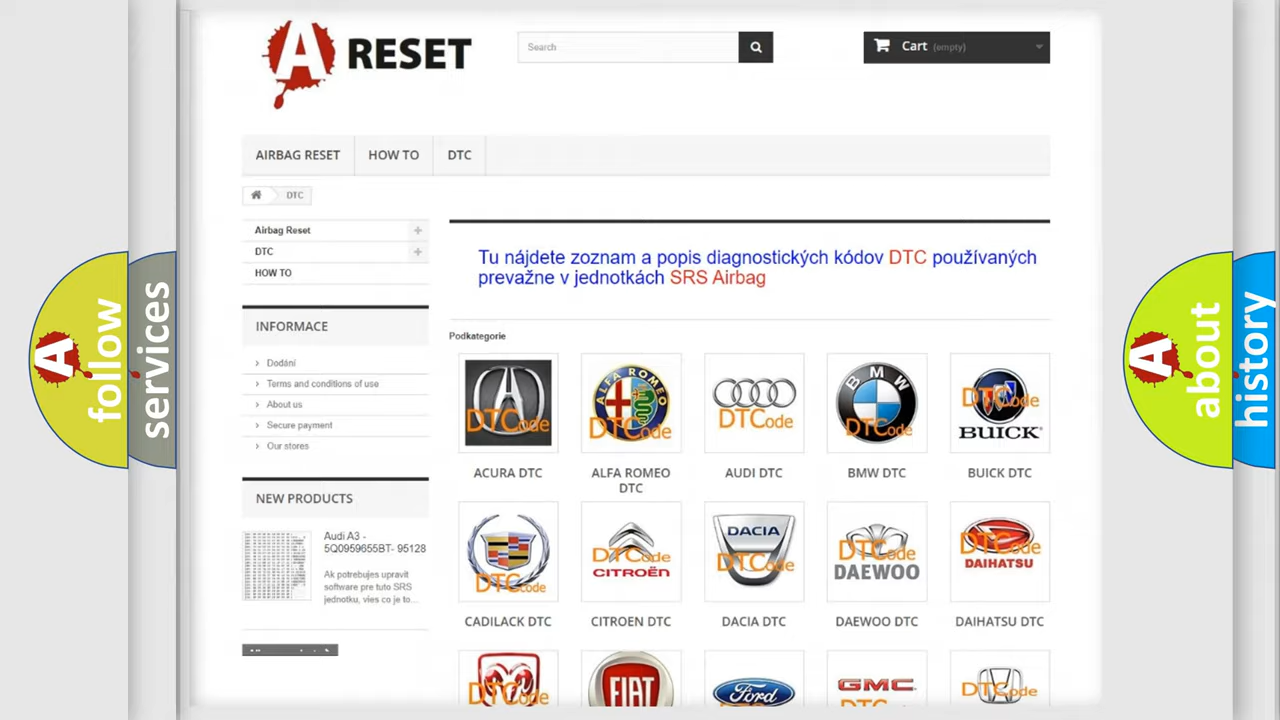 A RESET
Search
Cart (empty)
AIRBAG RESET
HOW TO
DTC
DTC
Airbag Reset
DTC
HOW TO
INFORMACE
Dodání
Terms and conditions of use
About us
Secure payment
Our stores
NEW PRODUCTS
Audi A3 -
5Q0959655BT- 95128
Ak potrebujes upravit
software pre tuto SRS
jednotku, vies co je to...
Tu nájdete zoznam a popis diagnostických kódov DTC používaných
prevažne v jednotkách SRS Airbag
Podkategorie
DTCode
ALFA ROMEO
DTCode
DTCode
BMW
DTCode
DTCode
BUICK
ACURA DTC
ALFA ROMEO
DTC
AUDI DTC
BMW DTC
BUICK DTC
DTCode
DTCode
CITROËN
DACIA
DTCode
DTCode
DAEWOO
DTCode
DAIHATSU
CADILACK DTC
CITROEN DTC
DACIA DTC
DAEWOO DTC
DAIHATSU DTC
DTCode
FIAT
Ford
GMC
DTCode
A follow
services
A about
history